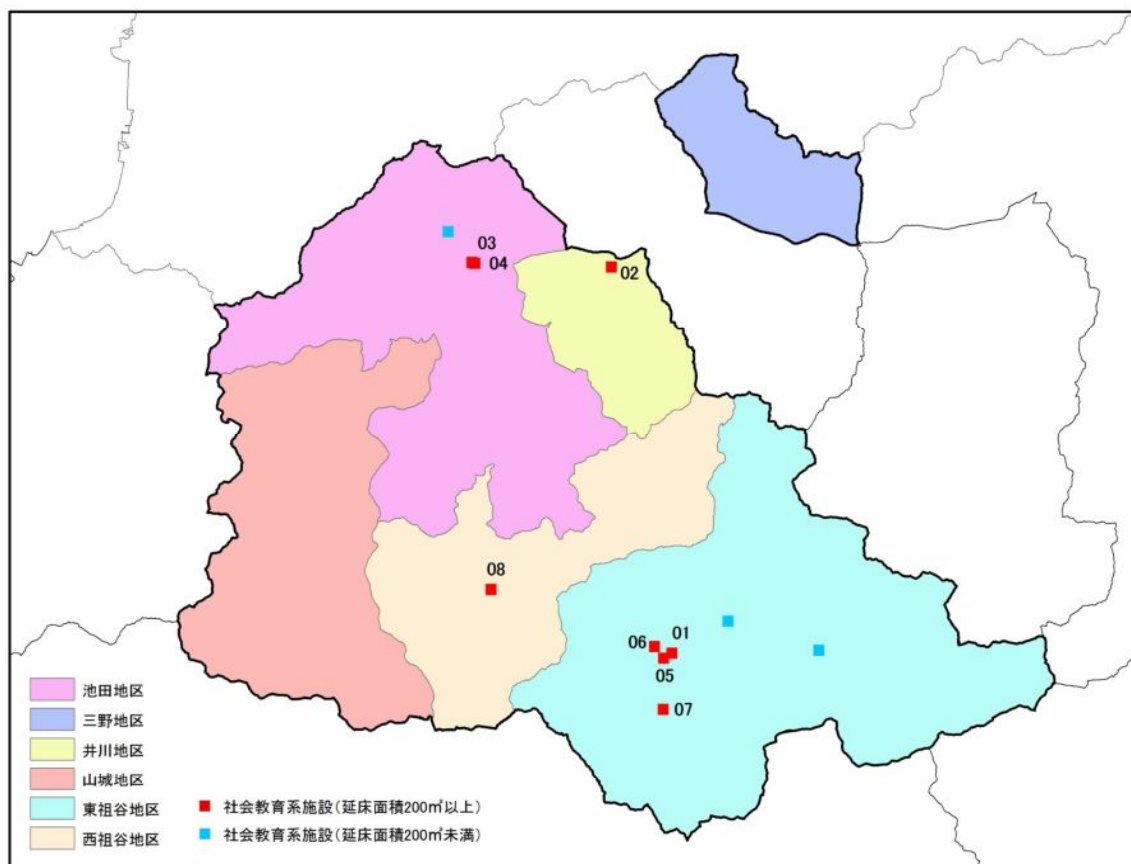 03
04
02
08
06
01
05
07
池田地区
三野地区
井川地区
山城地区
東祖谷地区
西祖谷地区
社会教育系施設(延床面積200㎡以上)
社会教育系施設(延床面積200㎡未満)